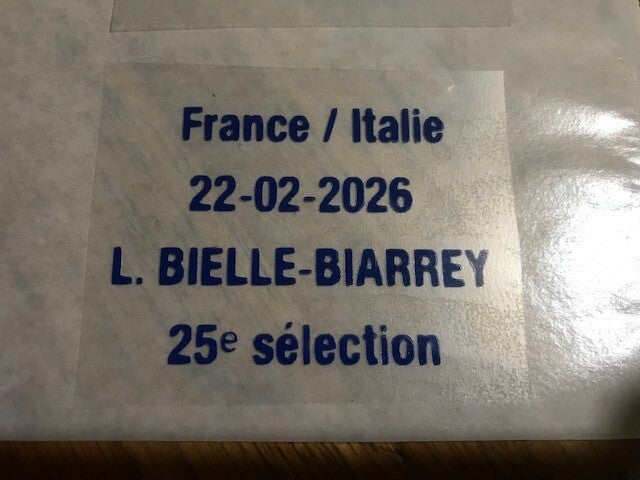 France / Italie
22-02-2026
L. BIELLE-BIARREY
25e sélection